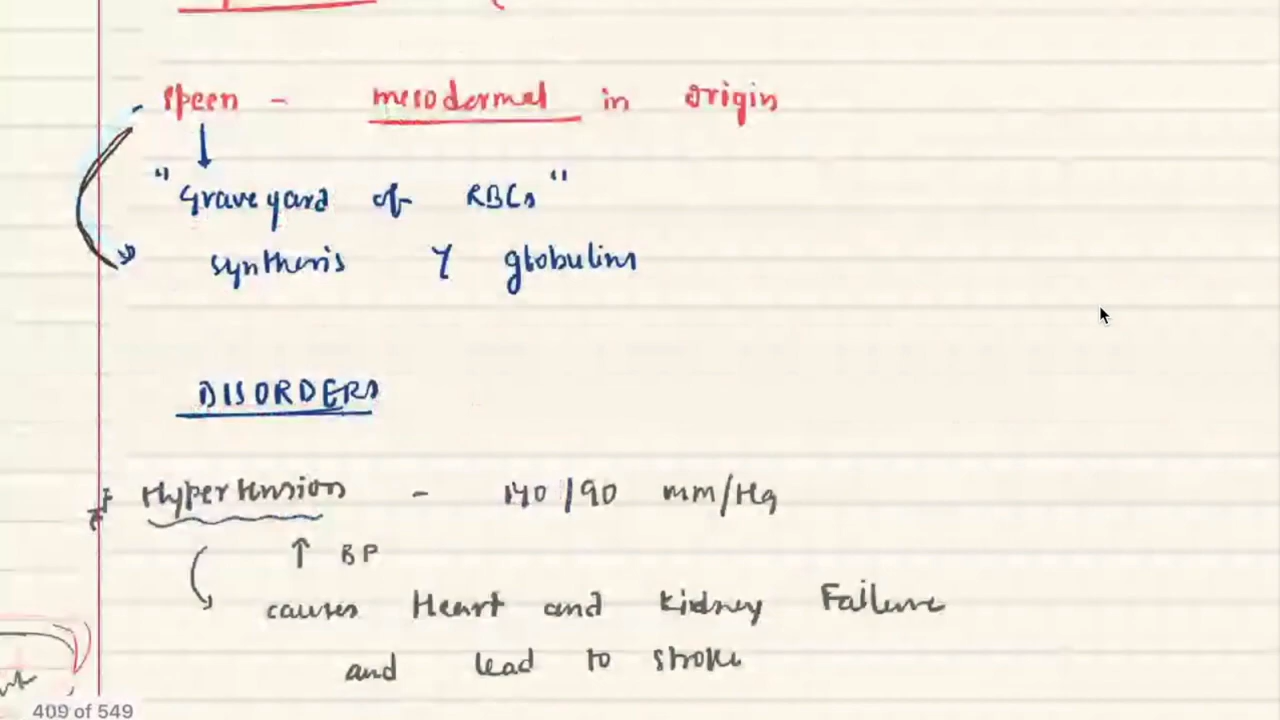 Speen - mesodermal in origin
↓
"Graveyard of RBCs"
synthesis γ globulins
DISORDERS
* Hypertension - 140/90 mm/Hg
↑ BP
causes Heart and Kidney Failure
and lead to stroke
409 of 549